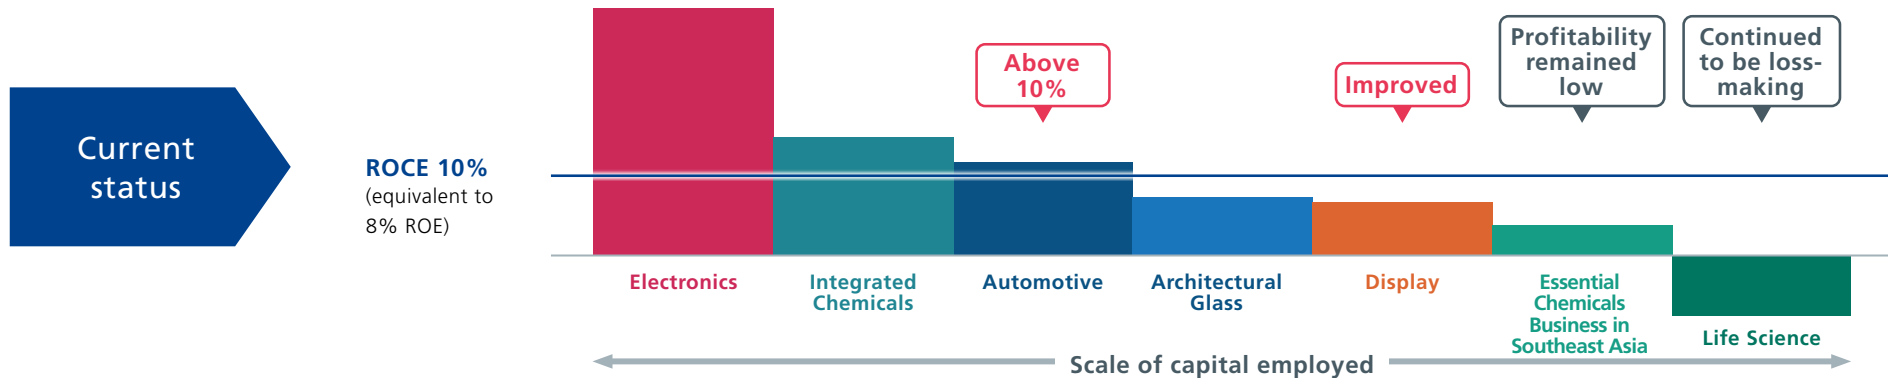 Current
status
ROCE 10%
(equivalent to
8% ROE)
Above
10%
Improved
Profitability
remained
low
Continued
to be loss-
making
Electronics
Integrated
Chemicals
Automotive
Architectural
Glass
Display
Essential
Chemicals
Business in
Southeast Asia
Life Science
Scale of capital employed